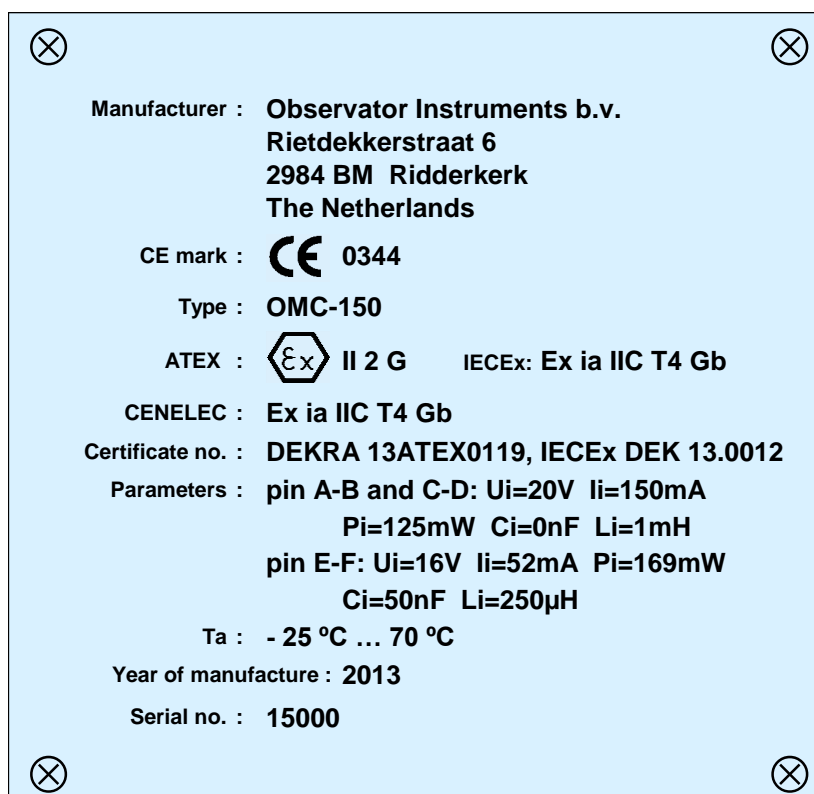 Manufacturer : Observator Instruments b.v.
Rietdekkerstraat 6
2984 BM Ridderkerk
The Netherlands
CE mark : CE 0344
Type : OMC-150
ATEX : εx II 2 G IECEx: Ex ia IIC T4 Gb
CENELEC : Ex ia IIC T4 Gb
Certificate no. : DEKRA 13ATEX0119, IECEx DEK 13.0012
Parameters : pin A-B and C-D: Ui=20V Ii=150mA
Pi=125mW Ci=0nF Li=1mH
pin E-F: Ui=16V Ii=52mA Pi=169mW
Ci=50nF Li=250µH
Ta : - 25 ºC … 70 ºC
Year of manufacture : 2013
Serial no. : 15000